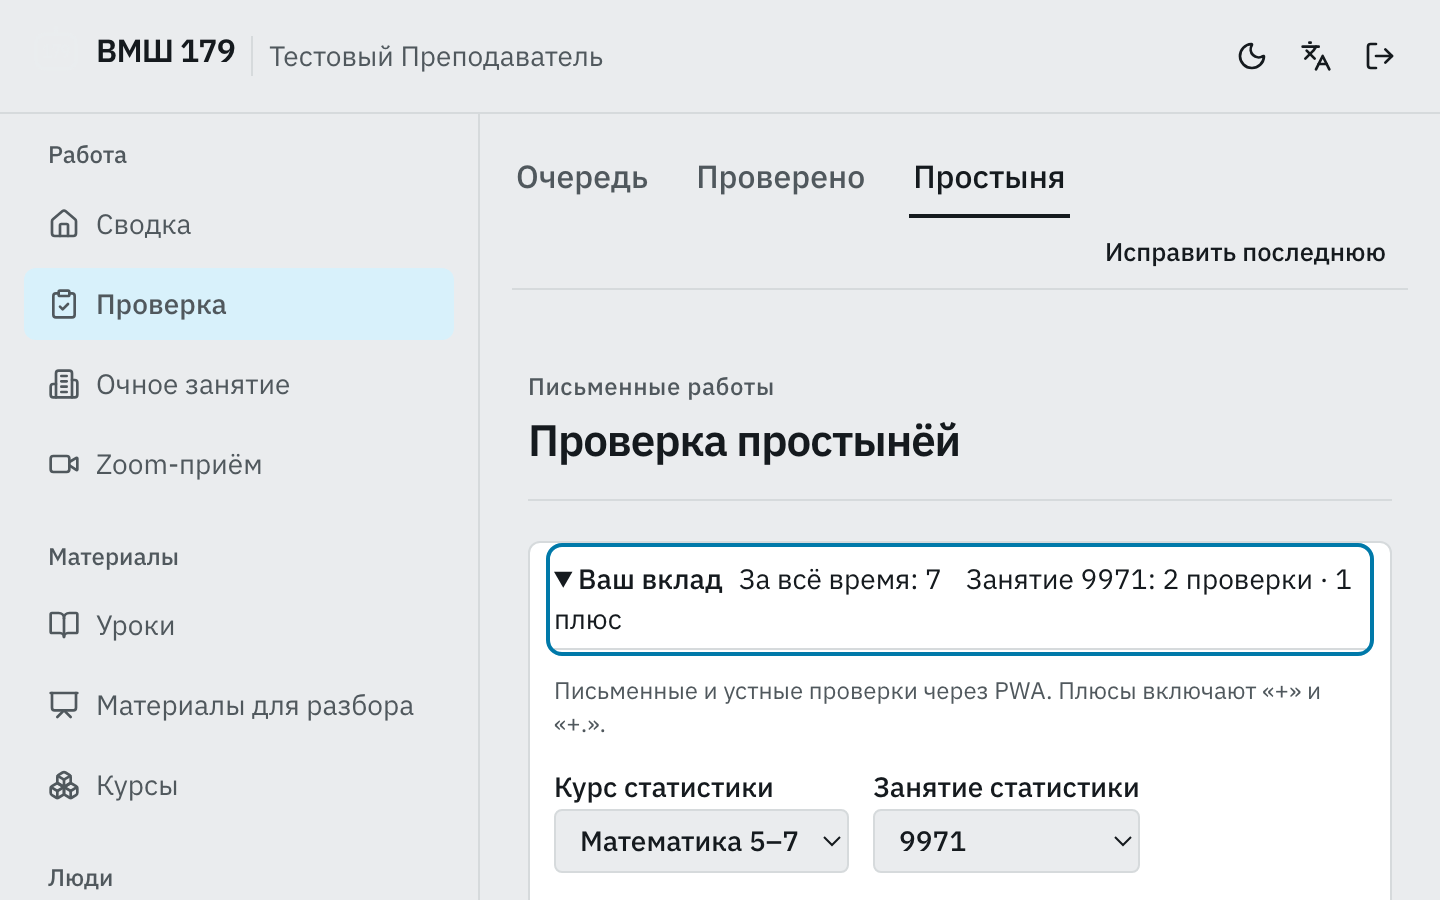 ВМШ 179
Тестовый Преподаватель
Работа
Сводка
Проверка
Очное занятие
Zoom-приём
Материалы
Уроки
Материалы для разбора
Курсы
Люди
Очередь Проверено Простыня
Исправить последнюю
Письменные работы
Проверка простынёй
Ваш вклад За всё время: 7 Занятие 9971: 2 проверки · 1
плюс
Письменные и устные проверки через PWA. Плюсы включают «+» и
«+.».
Курс статистики Занятие статистики
Математика 5–7 9971